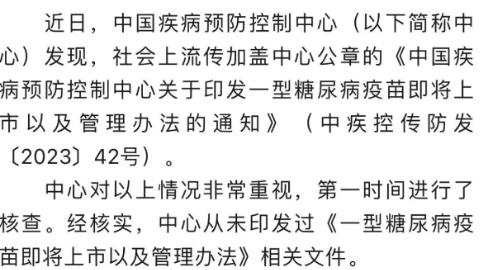 近日，中国疾病预防控制中心（以下简称中
心）发现，社会上流传加盖中心公章的《中国疾
病预防控制中心关于印发一型糖尿病疫苗即将上
市以及管理办法的通知》（中疾控传防发
〔2023〕42号）。
中心对以上情况非常重视，第一时间进行了
核查。经核实，中心从未印发过《一型糖尿病疫
苗即将上市以及管理办法》相关文件。